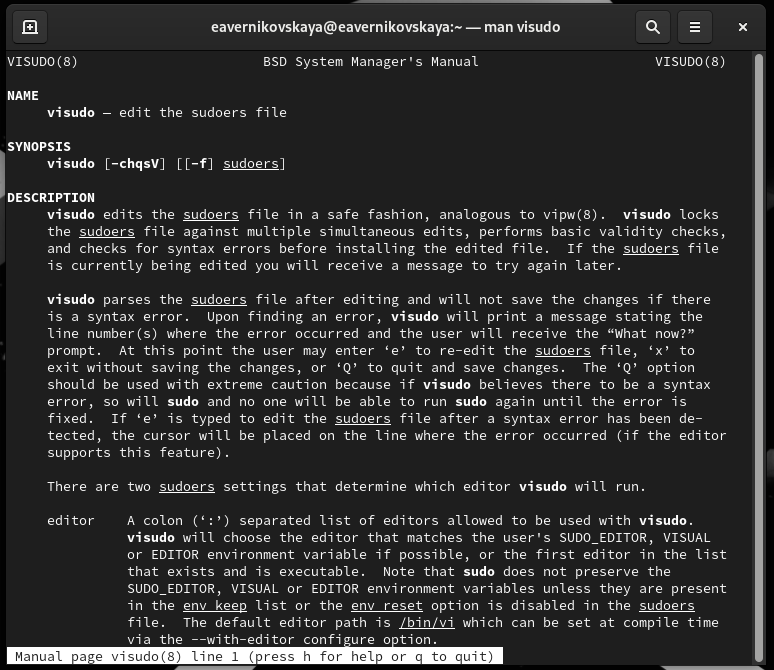 eavernikovskaya@eavernikovskaya:~ — man visudo
VISUDO(8) BSD System Manager's Manual VISUDO(8)
NAME
visudo — edit the sudoers file
SYNOPSIS
visudo [-chqsV] [[-f] sudoers]
DESCRIPTION
visudo edits the sudoers file in a safe fashion, analogous to vipw(8). visudo locks
the sudoers file against multiple simultaneous edits, performs basic validity checks,
and checks for syntax errors before installing the edited file. If the sudoers file
is currently being edited you will receive a message to try again later.
visudo parses the sudoers file after editing and will not save the changes if there
is a syntax error. Upon finding an error, visudo will print a message stating the
line number(s) where the error occurred and the user will receive the “What now?”
prompt. At this point the user may enter ‘e’ to re-edit the sudoers file, ‘x’ to
exit without saving the changes, or ‘Q’ to quit and save changes. The ‘Q’ option
should be used with extreme caution because if visudo believes there to be a syntax
error, so will sudo and no one will be able to run sudo again until the error is
fixed. If ‘e’ is typed to edit the sudoers file after a syntax error has been de‐
tected, the cursor will be placed on the line where the error occurred (if the editor
supports this feature).
There are two sudoers settings that determine which editor visudo will run.
editor A colon (‘:’) separated list of editors allowed to be used with visudo.
visudo will choose the editor that matches the user's SUDO_EDITOR, VISUAL
or EDITOR environment variable if possible, or the first editor in the list
that exists and is executable. Note that sudo does not preserve the
SUDO_EDITOR, VISUAL or EDITOR environment variables unless they are present
in the env_keep list or the env_reset option is disabled in the sudoers
file. The default editor path is /bin/vi which can be set at compile time
via the --with-editor configure option.
Manual page visudo(8) line 1 (press h for help or q to quit)